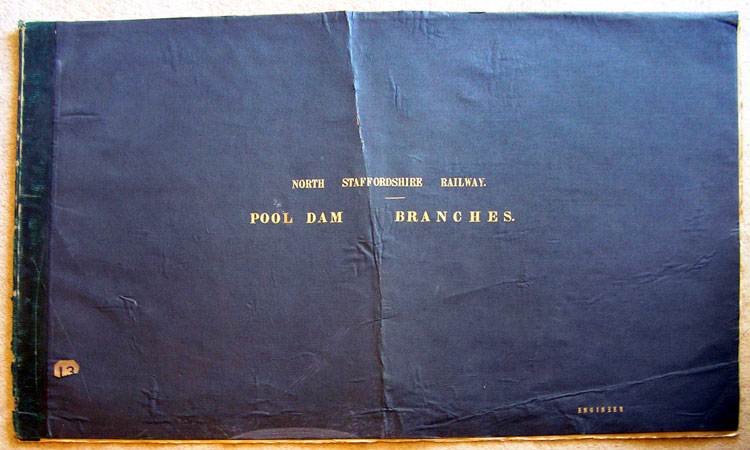 NORTH STAFFORDSHIRE RAILWAY.
POOL DAM BRANCHES.
13
ENGINEER